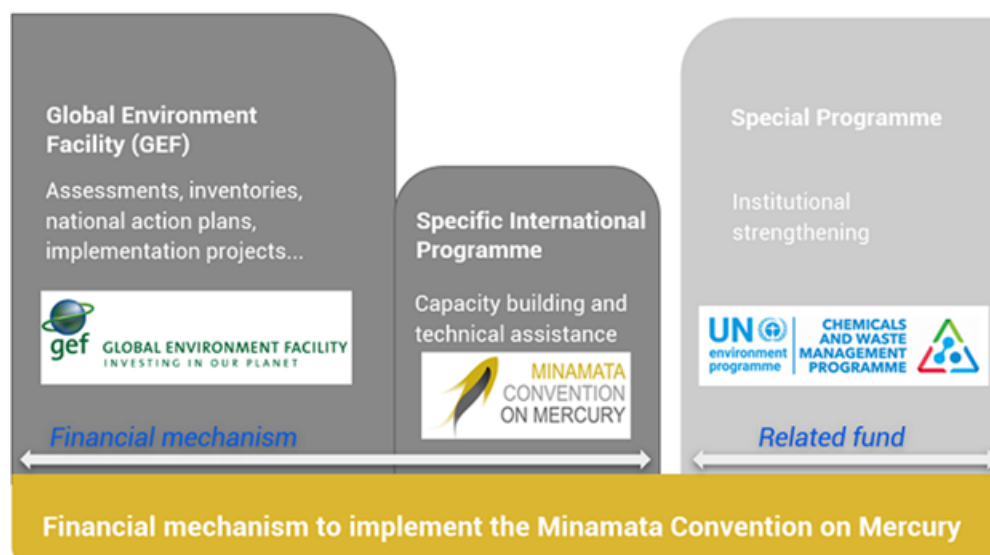 Global Environment
Facility (GEF)
Assessments, inventories,
national action plans,
implementation projects...
gef GLOBAL ENVIRONMENT FACILITY
INVESTING IN OUR PLANET
Financial mechanism
Specific International
Programme
Capacity building and
technical assistance
MINAMATA
CONVENTION
ON MERCURY
Special Programme
Institutional
strengthening
UN
environment
programme
CHEMICALS
AND WASTE
MANAGEMENT
PROGRAMME
Related fund
Financial mechanism to implement the Minamata Convention on Mercury